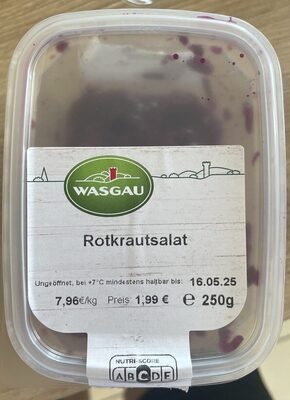 WASGAU
Rotkrautsalat
Ungeöffnet, bei +7°C mindestens haltbar bis: 16.05.25
7,96€/kg Preis: 1,99 € ℮ 250g
NUTRI-SCORE
A B C D E